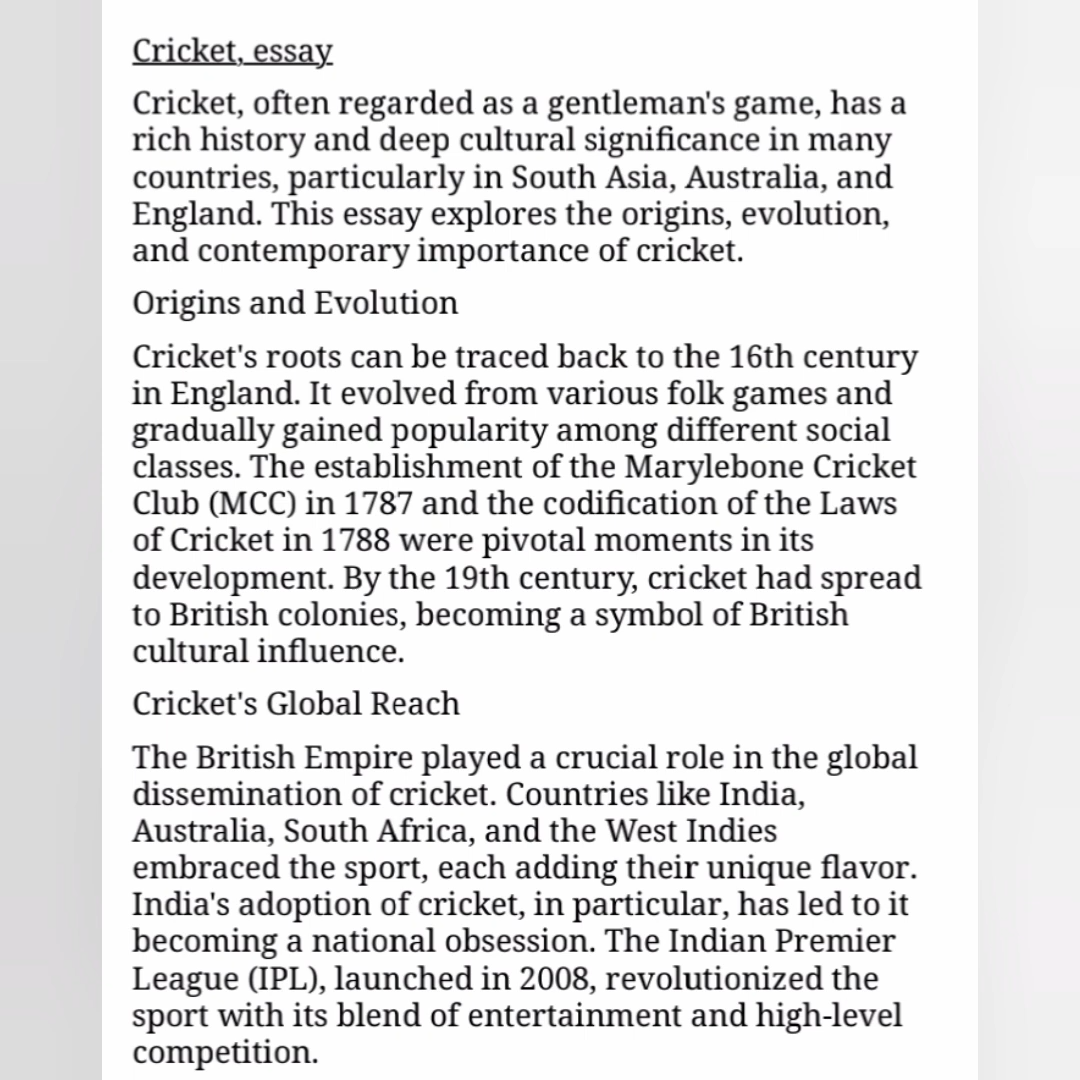 Cricket, essay
Cricket, often regarded as a gentleman's game, has a
rich history and deep cultural significance in many
countries, particularly in South Asia, Australia, and
England. This essay explores the origins, evolution,
and contemporary importance of cricket.
Origins and Evolution
Cricket's roots can be traced back to the 16th century
in England. It evolved from various folk games and
gradually gained popularity among different social
classes. The establishment of the Marylebone Cricket
Club (MCC) in 1787 and the codification of the Laws
of Cricket in 1788 were pivotal moments in its
development. By the 19th century, cricket had spread
to British colonies, becoming a symbol of British
cultural influence.
Cricket's Global Reach
The British Empire played a crucial role in the global
dissemination of cricket. Countries like India,
Australia, South Africa, and the West Indies
embraced the sport, each adding their unique flavor.
India's adoption of cricket, in particular, has led to it
becoming a national obsession. The Indian Premier
League (IPL), launched in 2008, revolutionized the
sport with its blend of entertainment and high-level
competition.